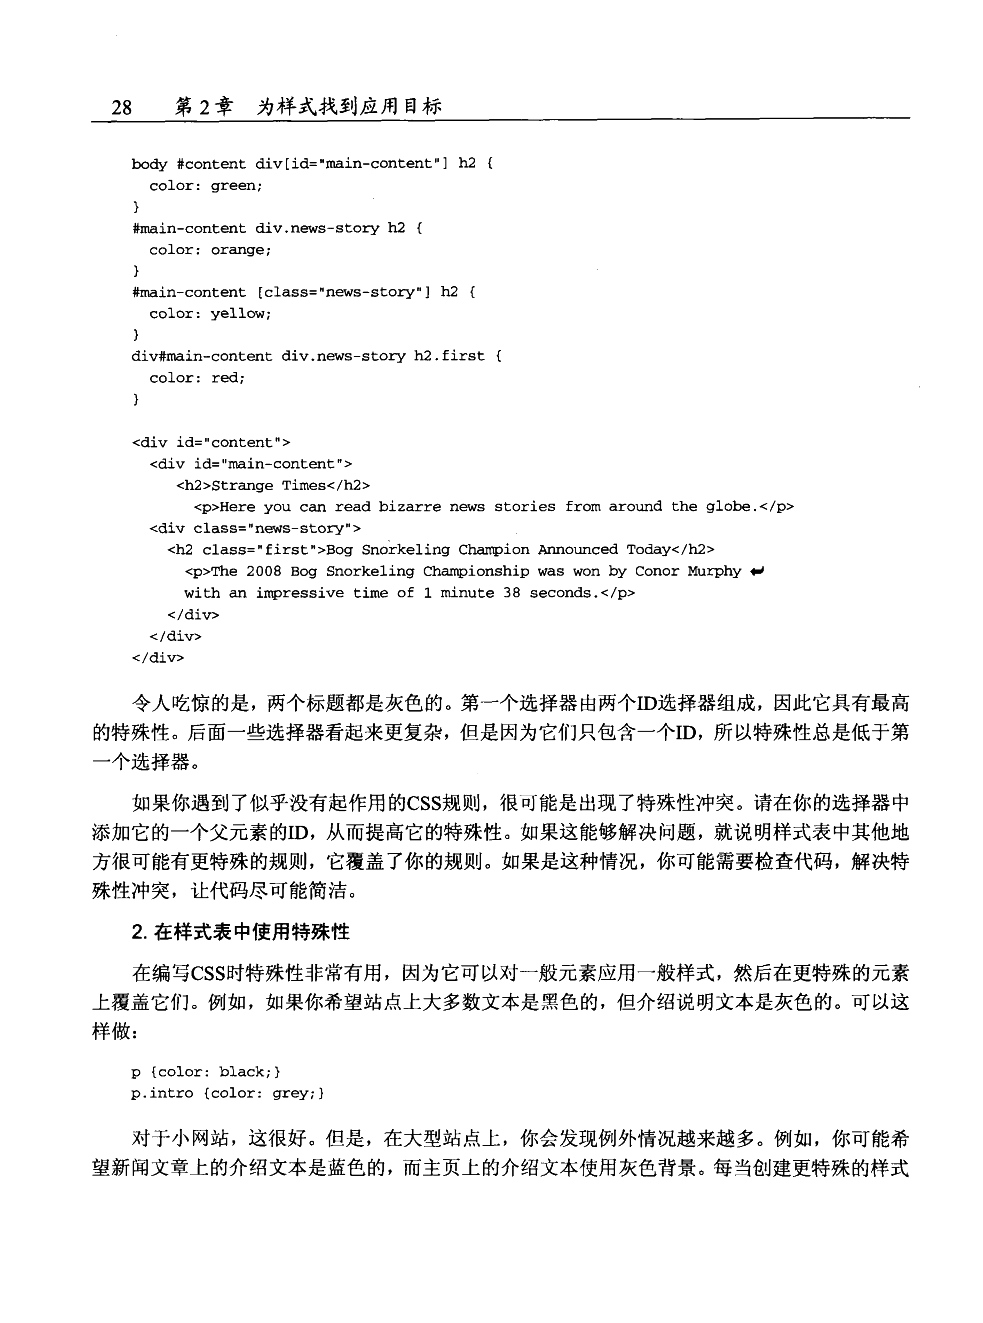 28 第2章 为样式找到应用目标
body #content div[id="main-content"] h2 {
color: green;
}
#main-content div.news-story h2 {
color: orange;
}
#main-content [class="news-story"] h2 {
color: yellow;
}
div#main-content div.news-story h2.first {
color: red;
}
<div id="content">
<div id="main-content">
<h2>Strange Times</h2>
<p>Here you can read bizarre news stories from around the globe.</p>
<div class="news-story">
<h2 class="first">Bog Snorkeling Champion Announced Today</h2>
<p>The 2008 Bog Snorkeling Championship was won by Conor Murphy ↵
with an impressive time of 1 minute 38 seconds.</p>
</div>
</div>
</div>
令人吃惊的是，两个标题都是灰色的。第一个选择器由两个ID选择器组成，因此它具有最高
的特殊性。后面一些选择器看起来更复杂，但是因为它们只包含一个ID，所以特殊性总是低于第
一个选择器。
如果你遇到了似乎没有起作用的CSS规则，很可能是出现了特殊性冲突。请在你的选择器中
添加它的一个父元素的ID，从而提高它的特殊性。如果这能够解决问题，就说明样式表中其他地
方很可能有更特殊的规则，它覆盖了你的规则。如果是这种情况，你可能需要检查代码，解决特
殊性冲突，让代码尽可能简洁。
2. 在样式表中使用特殊性
在编写CSS时特殊性非常有用，因为它可以对一般元素应用一般样式，然后在更特殊的元素
上覆盖它们。例如，如果你希望站点上大多数文本是黑色的，但介绍说明文本是灰色的。可以这
样做：
p {color: black;}
p.intro {color: grey;}
对于小网站，这很好。但是，在大型站点上，你会发现例外情况越来越多。例如，你可能希
望新闻文章上的介绍文本是蓝色的，而主页上的介绍文本使用灰色背景。每当创建更特殊的样式